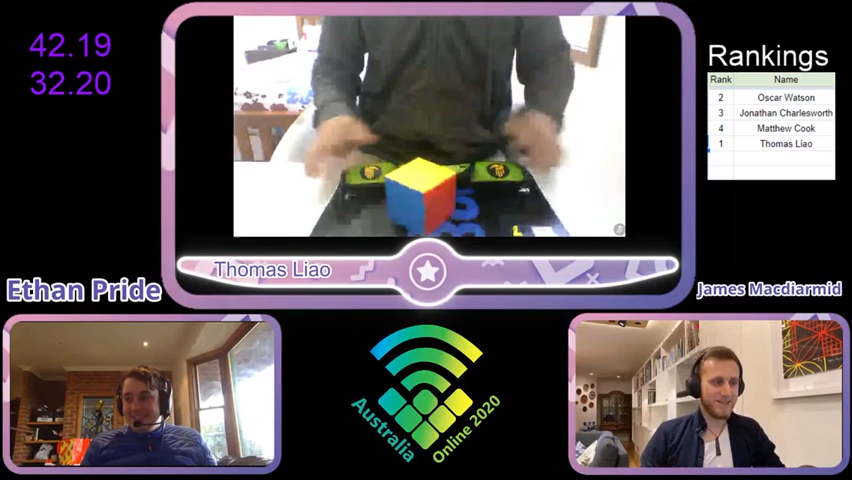 42.19
32.20
Rankings
Rank Name
2 Oscar Watson
3 Jonathan Charlesworth
4 Matthew Cook
1 Thomas Liao
Thomas Liao
Ethan Pride
James Macdiarmid
Australia
Online 2020